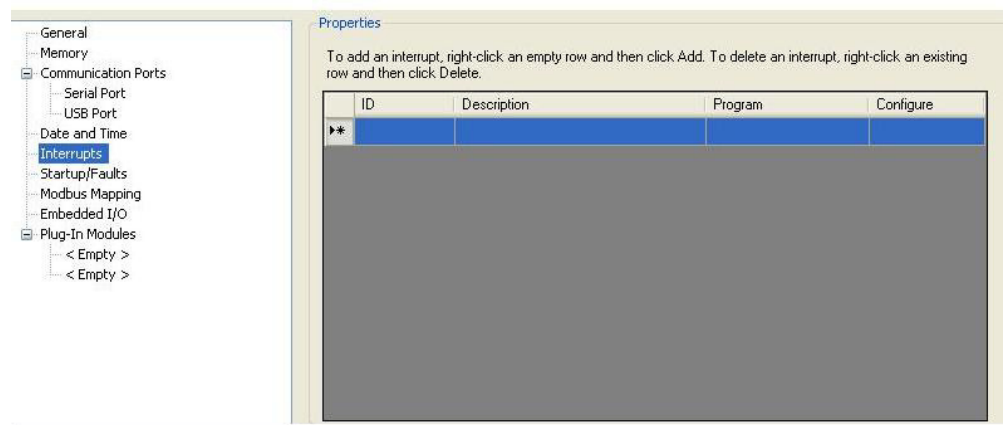 General
Memory
Communication Ports
Serial Port
USB Port
Date and Time
Interrupts
Startup/Faults
Modbus Mapping
Embedded I/O
Plug-In Modules
< Empty >
< Empty >
Properties
To add an interrupt, right-click an empty row and then click Add. To delete an interrupt, right-click an existing
row and then click Delete.
ID Description Program Configure